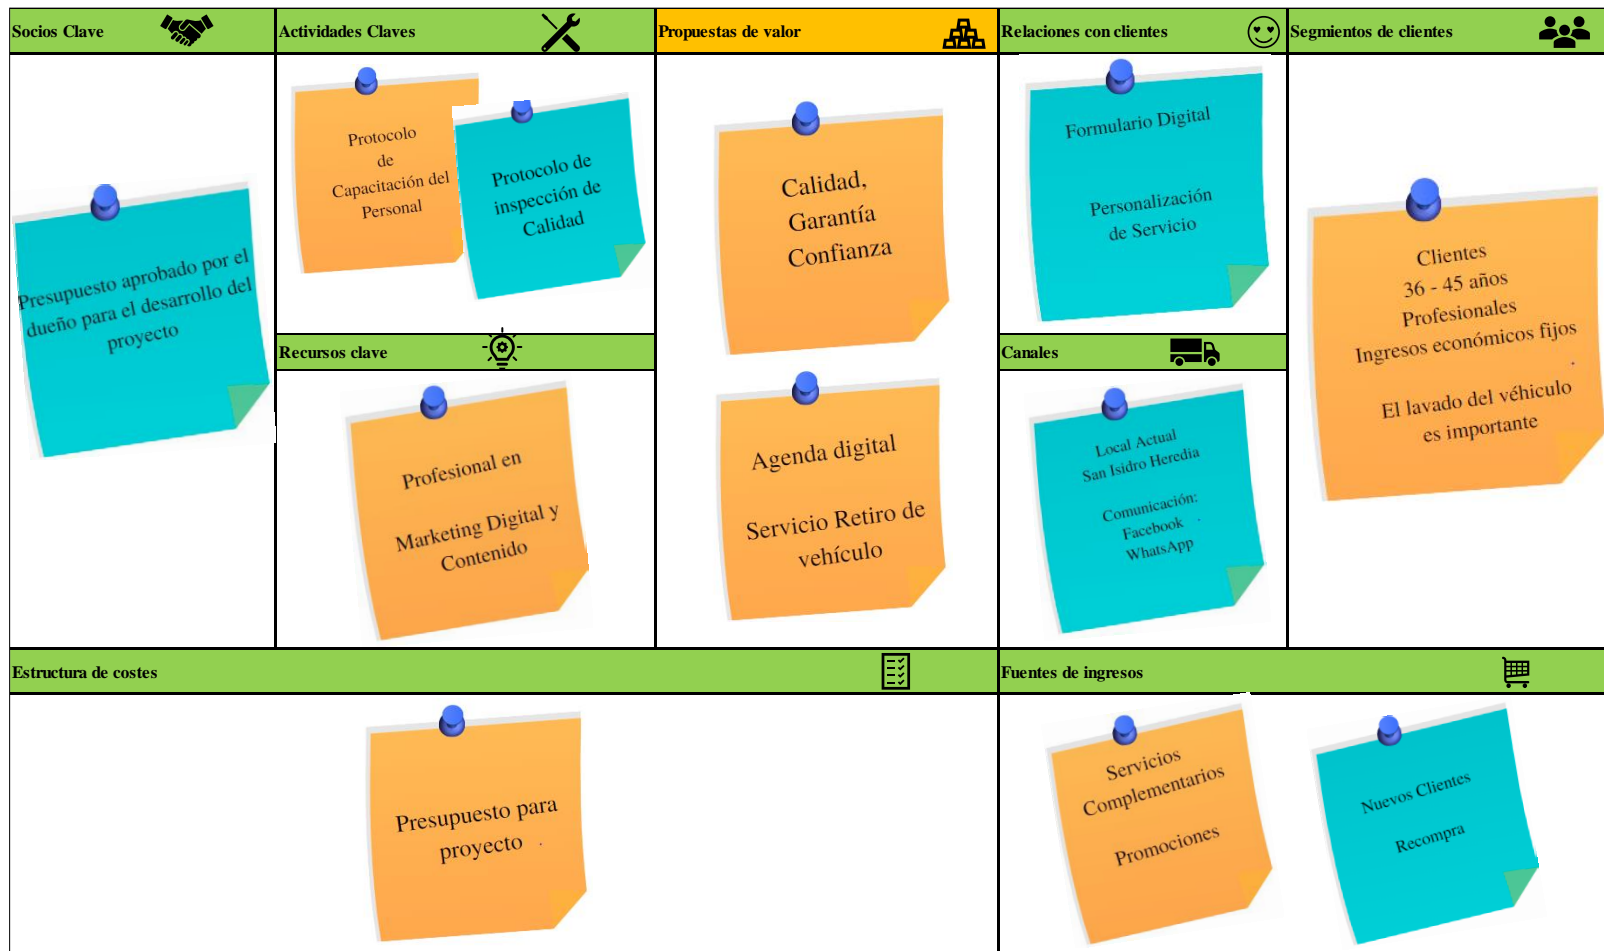 Socios Clave
Presupuesto aprobado por el
dueño para el desarrollo del
proyecto
Actividades Claves
Protocolo
de
Capacitación del
Personal
Protocolo de
inspección de
Calidad
Recursos clave
Profesional en
Marketing Digital y
Contenido
Propuestas de valor
Calidad,
Garantía
Confianza
Agenda digital
Servicio Retiro de
vehículo
Relaciones con clientes
Formulario Digital
Personalización
de Servicio
Canales
Local Actual
San Isidro Heredia
Comunicación:
Facebook
WhatsApp
Segmientos de clientes
Clientes
36 - 45 años
Profesionales
Ingresos económicos fijos
El lavado del véhiculo
es importante
Estructura de costes
Presupuesto para
proyecto
Fuentes de ingresos
Servicios
Complementarios
Promociones
Nuevos Clientes
Recompra